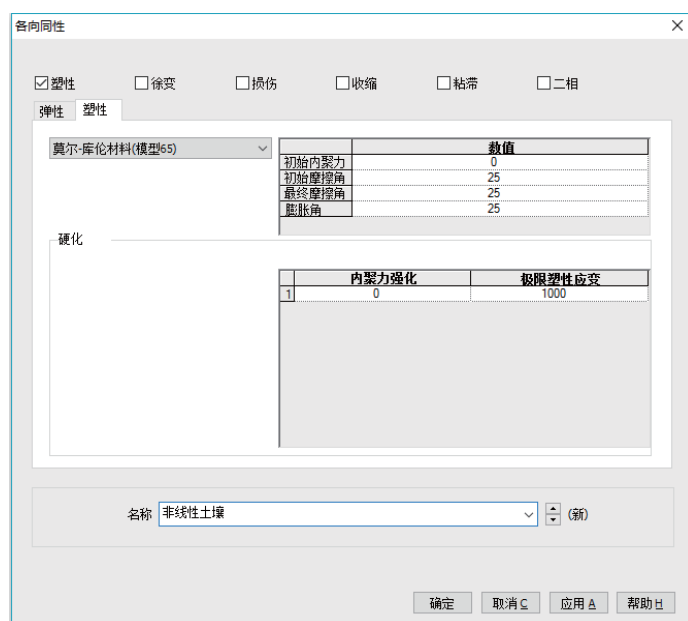 各向同性
塑性 徐变 损伤 收缩 粘滞 二相
弹性 塑性
莫尔-库伦材料(模型65)
数值
初始内聚力 0
初始摩擦角 25
最终摩擦角 25
膨胀角 25
硬化
内聚力强化 极限塑性应变
1 0 1000
名称 非线性土壤 (新)
确定 取消 C 应用 A 帮助 H